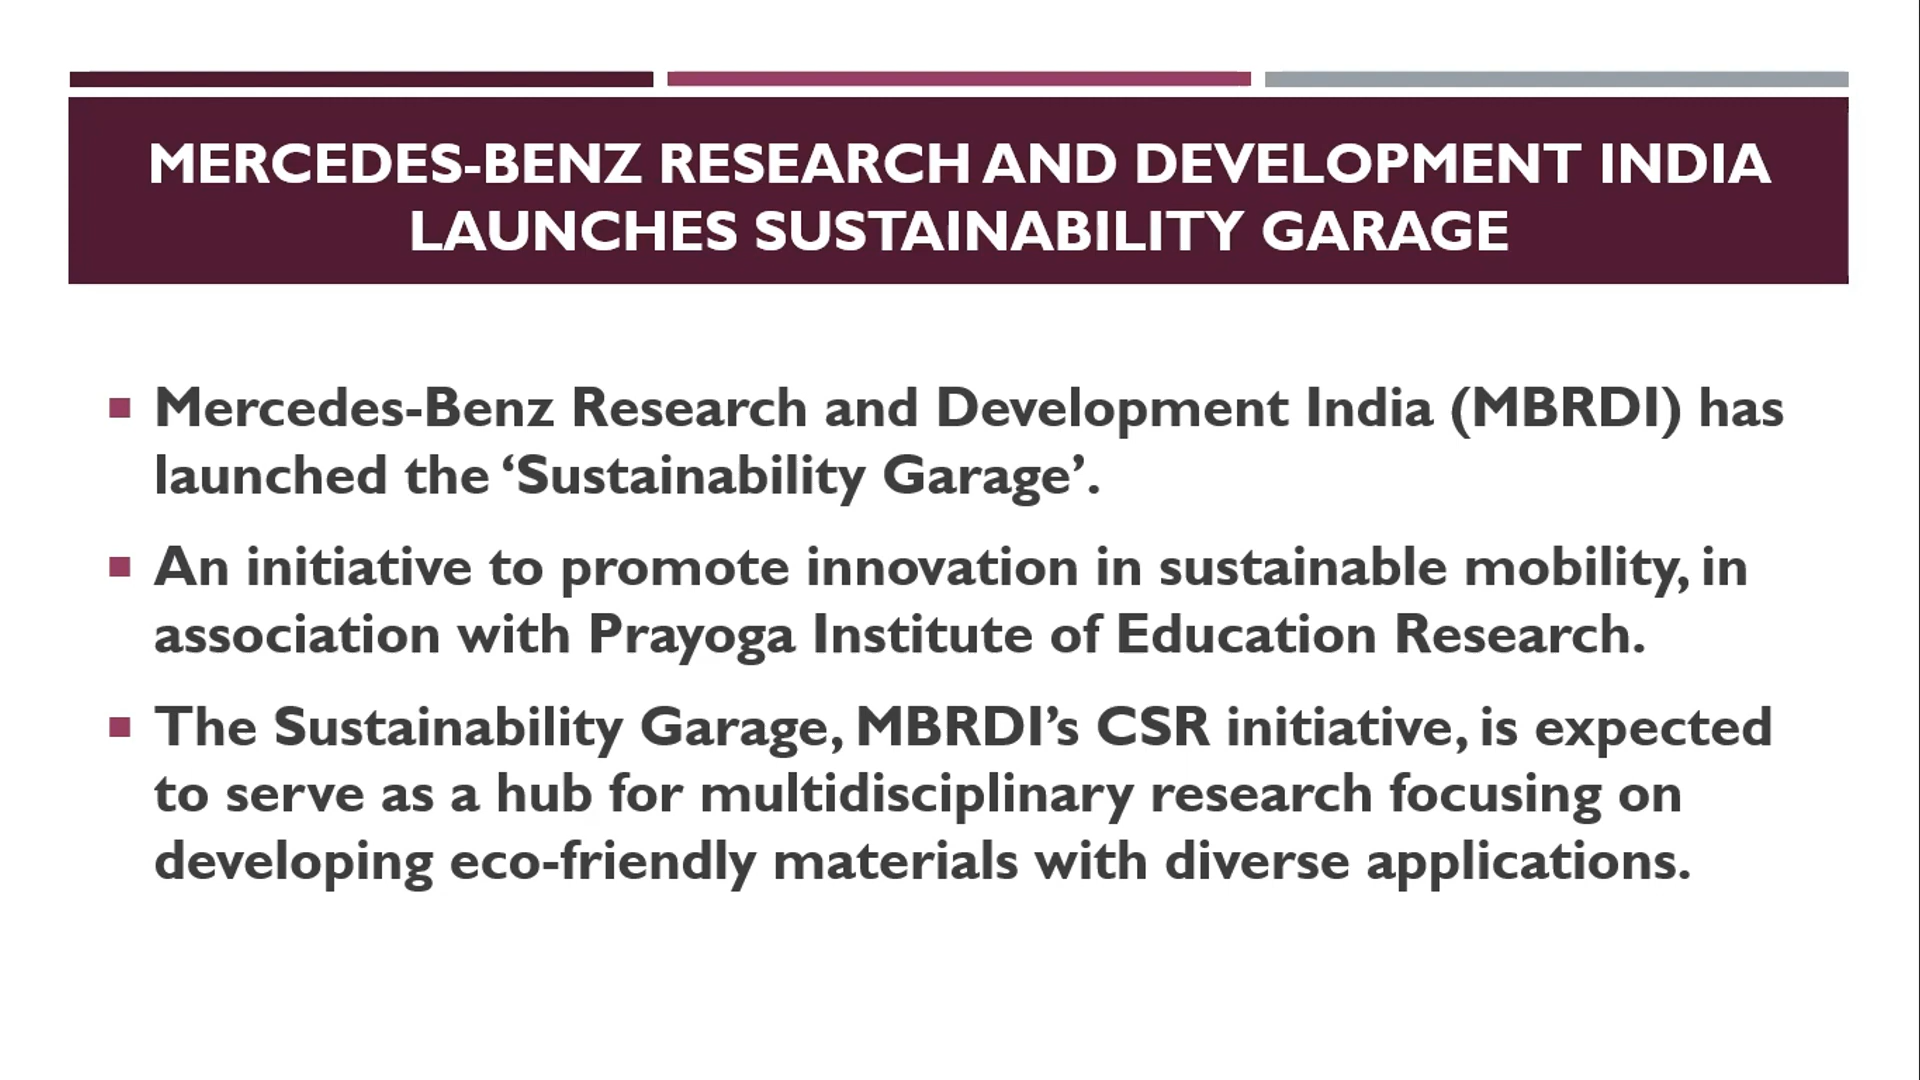 MERCEDES-BENZ RESEARCH AND DEVELOPMENT INDIA
LAUNCHES SUSTAINABILITY GARAGE
Mercedes-Benz Research and Development India (MBRDI) has
launched the ‘Sustainability Garage’.
An initiative to promote innovation in sustainable mobility, in
association with Prayoga Institute of Education Research.
The Sustainability Garage, MBRDI’s CSR initiative, is expected
to serve as a hub for multidisciplinary research focusing on
developing eco-friendly materials with diverse applications.